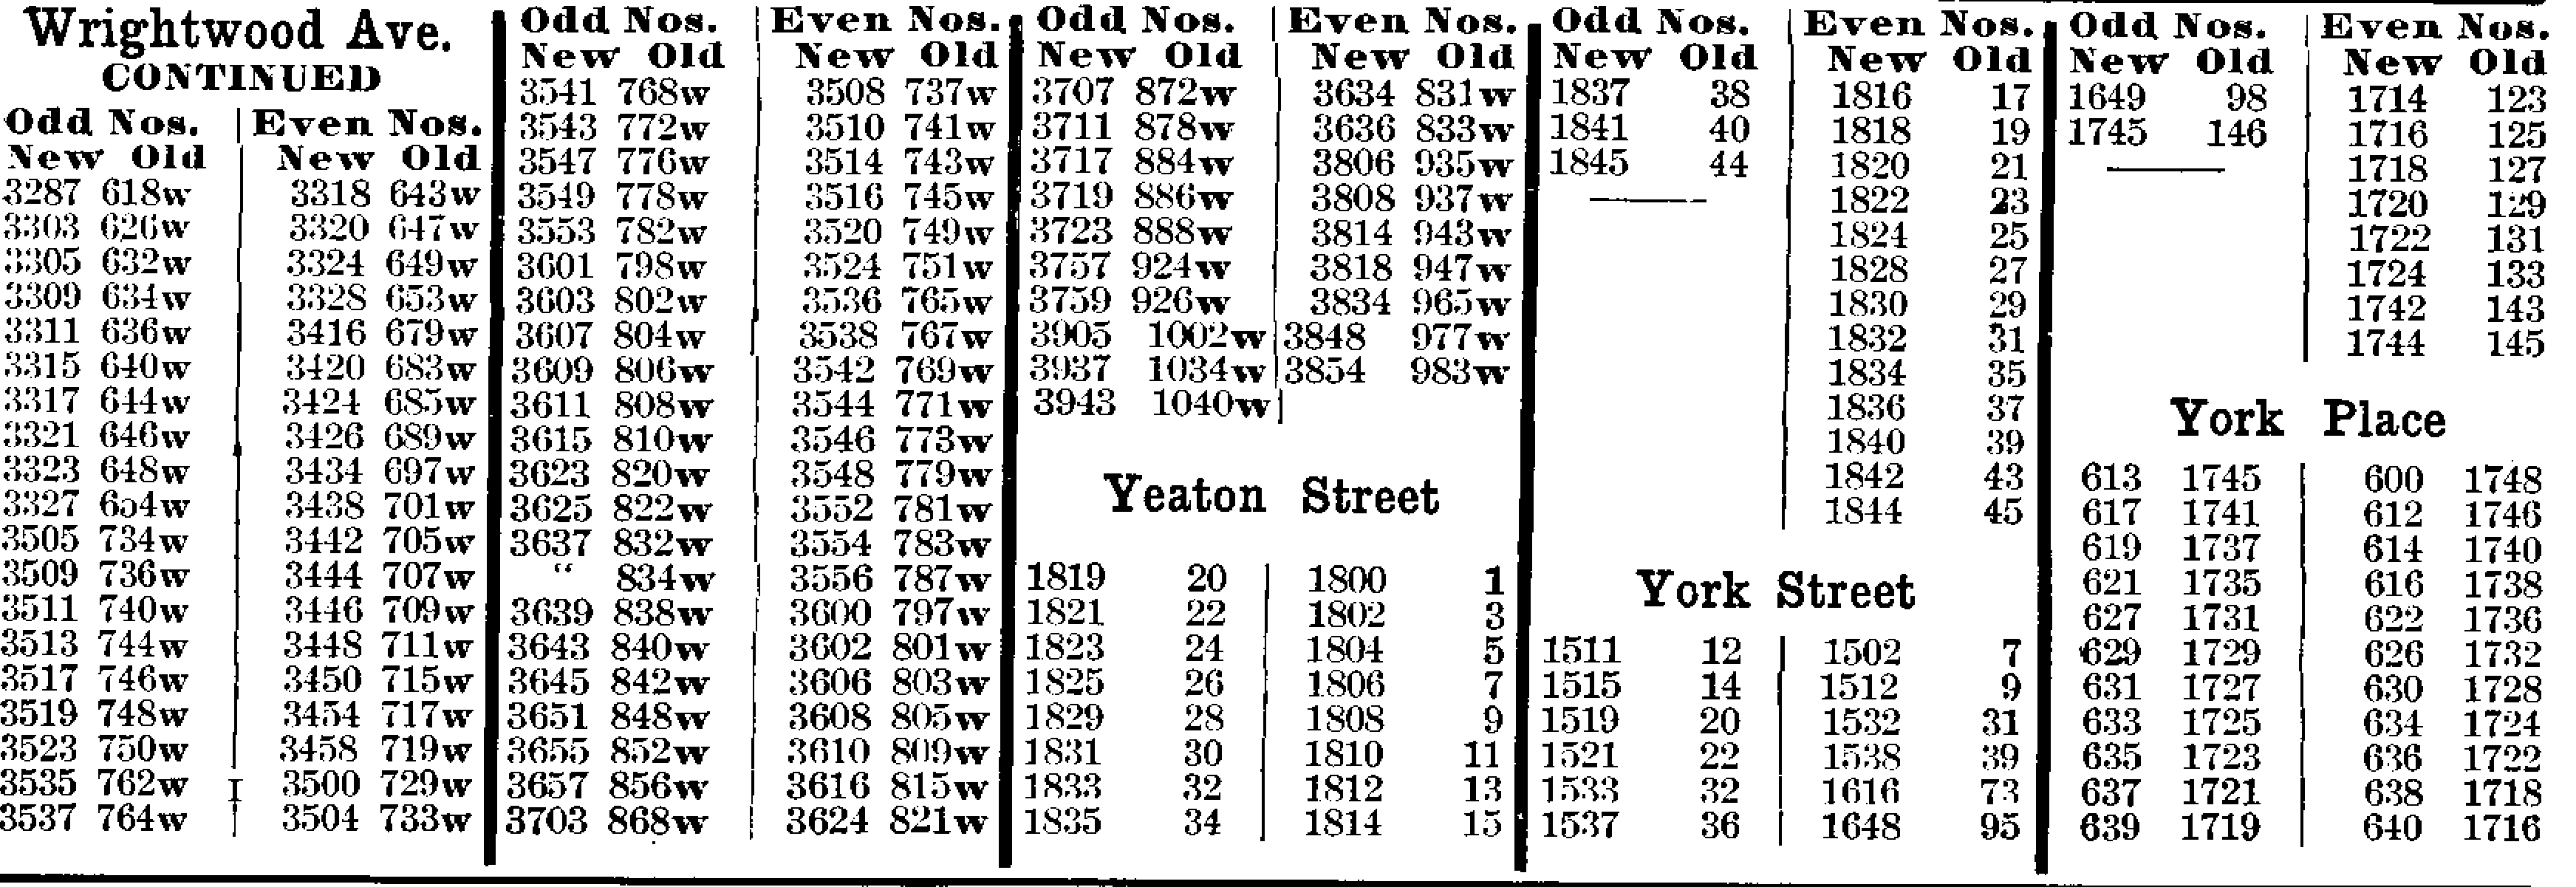 Wrightwood Ave.
CONTINUED
Odd Nos. Even Nos.
New Old New Old
3287 618w 3318 643w
3303 626w 3320 647w
3305 632w 3324 649w
3309 634w 3328 653w
3311 636w 3416 679w
3315 640w 3420 683w
3317 644w 3424 685w
3321 646w 3426 689w
3323 648w 3434 697w
3327 654w 3438 701w
3505 734w 3442 705w
3509 736w 3444 707w
3511 740w 3446 709w
3513 744w 3448 711w
3517 746w 3450 715w
3519 748w 3454 717w
3523 750w 3458 719w
3535 762w 3500 729w
3537 764w 3504 733w
Odd Nos. Even Nos.
New Old New Old
3541 768w 3508 737w
3543 772w 3510 741w
3547 776w 3514 743w
3549 778w 3516 745w
3553 782w 3520 749w
3601 798w 3524 751w
3603 802w 3536 765w
3607 804w 3538 767w
3609 806w 3542 769w
3611 808w 3544 771w
3615 810w 3546 773w
3623 820w 3548 779w
3625 822w 3552 781w
3637 832w 3554 783w
“ 834w 3556 787w
3639 838w 3600 797w
3643 840w 3602 801w
3645 842w 3606 803w
3651 848w 3608 805w
3655 852w 3610 809w
3657 856w 3616 815w
3703 868w 3624 821w
Odd Nos. Even Nos.
New Old New Old
3707 872w 3634 831w
3711 878w 3636 833w
3717 884w 3806 935w
3719 886w 3808 937w
3723 888w 3814 943w
3757 924w 3818 947w
3759 926w 3834 965w
3905 1002w 3848 977w
3937 1034w 3854 983w
3943 1040w
Yeaton Street
1819 20 1800 1
1821 22 1802 3
1823 24 1804 5
1825 26 1806 7
1829 28 1808 9
1831 30 1810 11
1833 32 1812 13
1835 34 1814 15
Odd Nos. Even Nos.
New Old New Old
1837 38 1816 17
1841 40 1818 19
1845 44 1820 21
1822 23
1824 25
1828 27
1830 29
1832 31
1834 35
1836 37
1840 39
1842 43
1844 45
York Street
1511 12 1502 7
1515 14 1512 9
1519 20 1532 31
1521 22 1538 39
1533 32 1616 73
1537 36 1648 95
Odd Nos. Even Nos.
New Old New Old
1649 98 1714 123
1745 146 1716 125
1718 127
1720 129
1722 131
1724 133
1742 143
1744 145
York Place
613 1745 600 1748
617 1741 612 1746
619 1737 614 1740
621 1735 616 1738
627 1731 622 1736
629 1729 626 1732
631 1727 630 1728
633 1725 634 1724
635 1723 636 1722
637 1721 638 1718
639 1719 640 1716